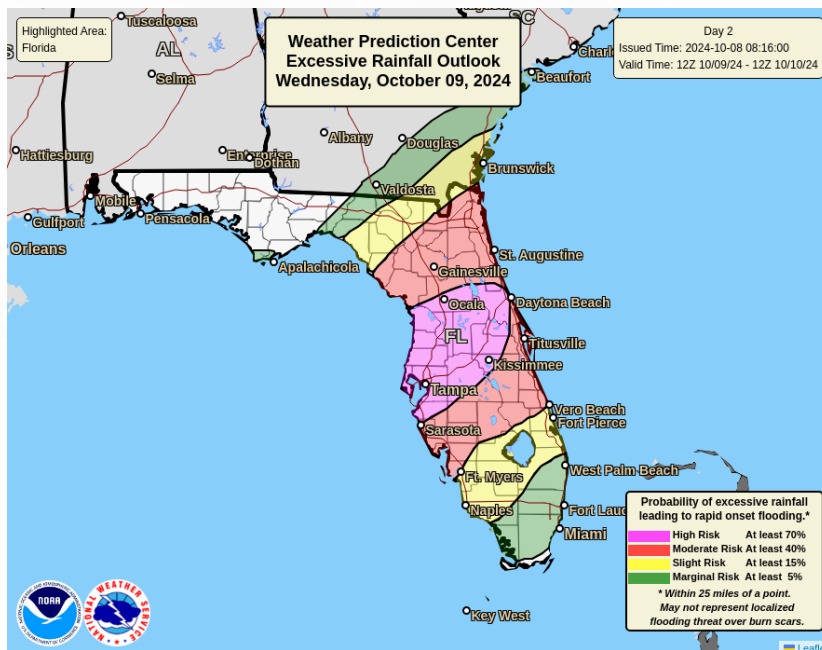 Highlighted Area:
Florida
Weather Prediction Center
Excessive Rainfall Outlook
Wednesday, October 09, 2024
Day 2
Issued Time: 2024-10-08 08:16:00
Valid Time: 12Z 10/09/24 - 12Z 10/10/24
Tuscaloosa
SC
AL
Selma
Beaufort
Albany
Douglas
Hattiesburg
Dothan
Brunswick
Valdosta
Mobile
Pensacola
Gulfport
Orleans
St. Augustine
Apalachicola
Gainesville
Ocala
Daytona Beach
FL
Titusville
Kissimmee
Tampa
Vero Beach
Fort Pierce
Sarasota
Ft. Myers
West Palm Beach
Naples
Fort
Miami
Key West
Probability of excessive rainfall
leading to rapid onset flooding.*
High Risk At least 70%
Moderate Risk At least 40%
Slight Risk At least 15%
Marginal Risk At least 5%
* Within 25 miles of a point.
May not represent localized
flooding threat over burn scars.
NOAA
NATIONAL WEATHER SERVICE